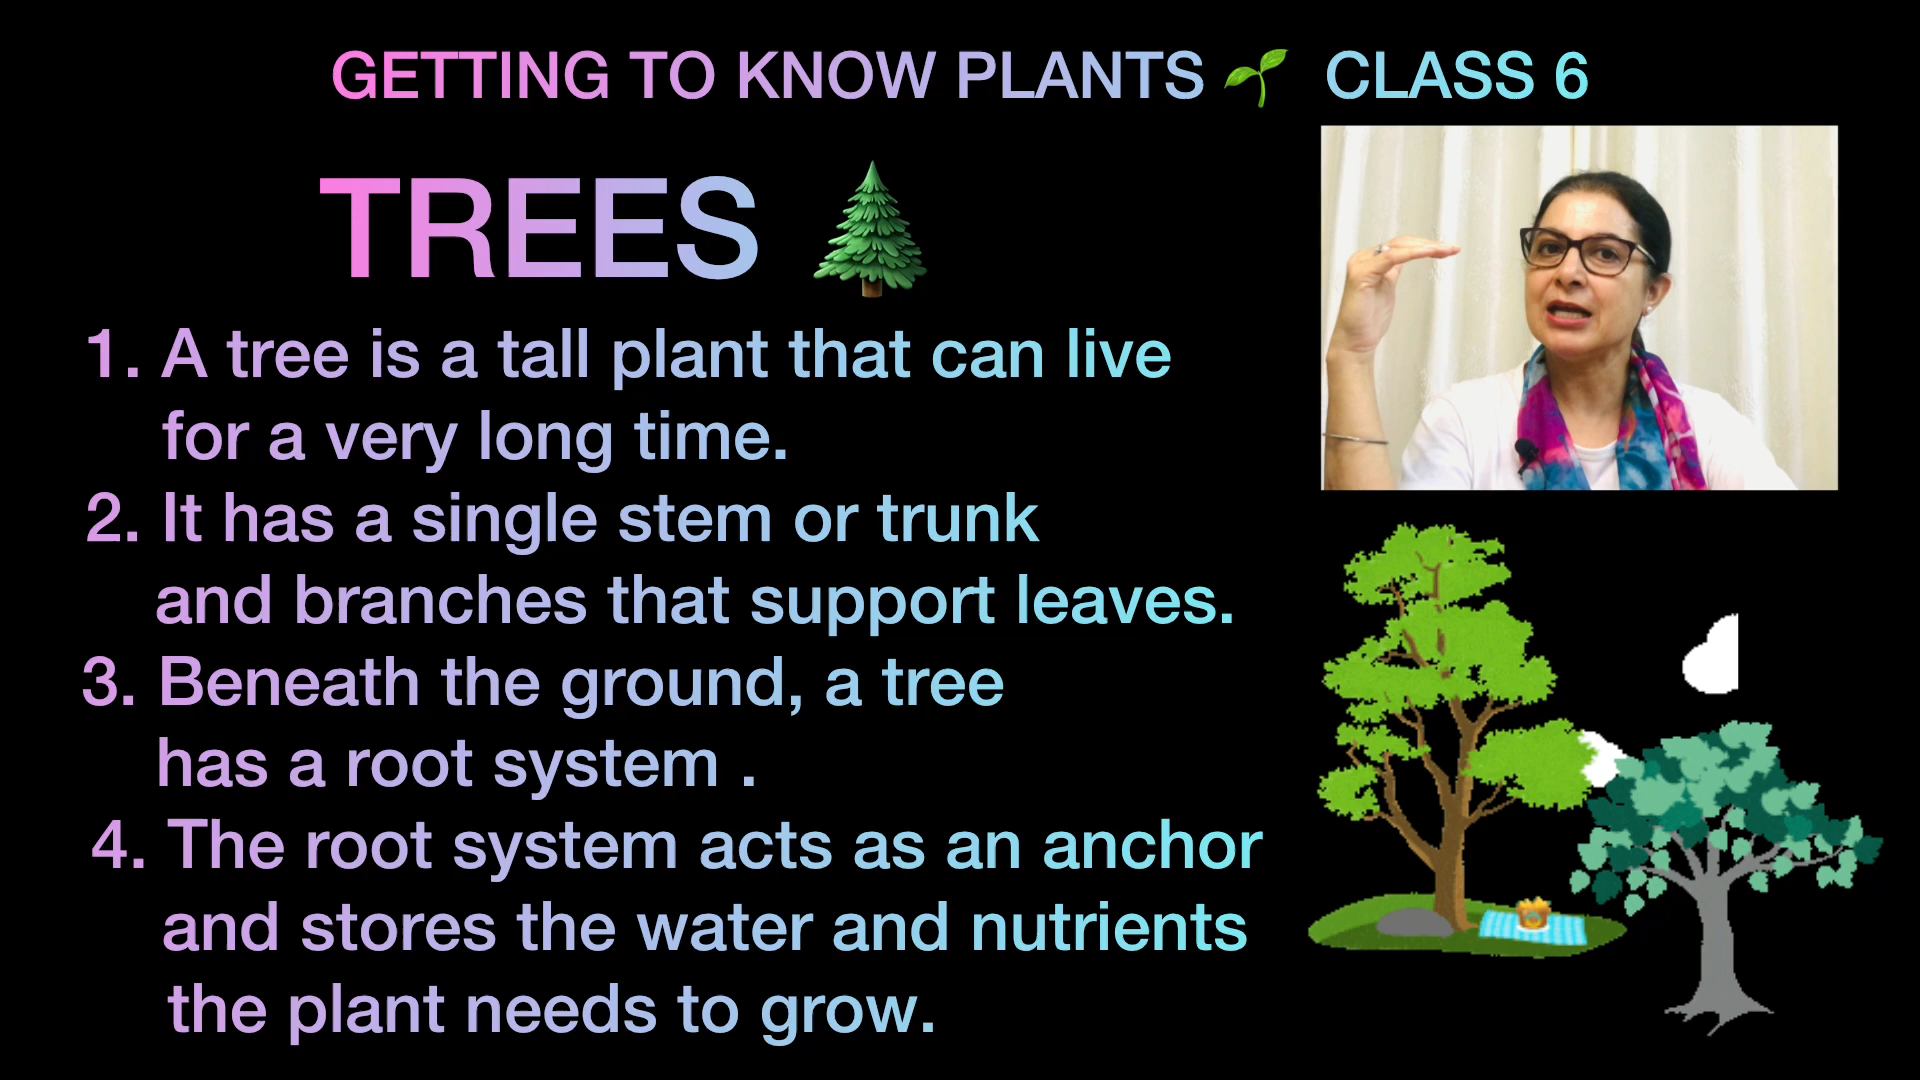 GETTING TO KNOW PLANTS 🌱 CLASS 6
TREES 🌲
1. A tree is a tall plant that can live
for a very long time.
2. It has a single stem or trunk
and branches that support leaves.
3. Beneath the ground, a tree
has a root system .
4. The root system acts as an anchor
and stores the water and nutrients
the plant needs to grow.